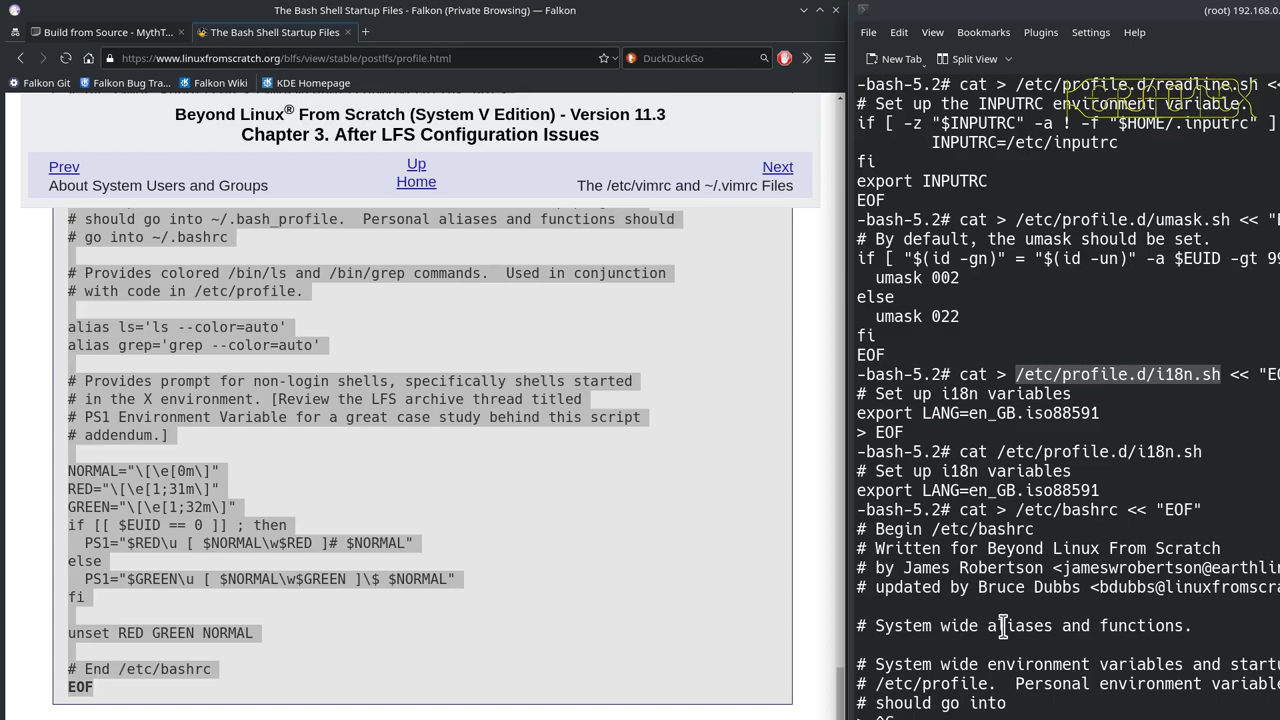 The Bash Shell Startup Files - Falkon (Private Browsing) — Falkon
Build from Source - MythT...
The Bash Shell Startup Files
https://www.linuxfromscratch.org/blfs/view/stable/postlfs/profile.html
DuckDuckGo
Falkon Git
Falkon Bug Tra...
Falkon Wiki
KDE Homepage
Beyond Linux® From Scratch (System V Edition) - Version 11.3
Chapter 3. After LFS Configuration Issues
Prev
Up
Next
About System Users and Groups
Home
The /etc/vimrc and ~/.vimrc Files
# should go into ~/.bash_profile.  Personal aliases and functions should
# go into ~/.bashrc
# Provides colored /bin/ls and /bin/grep commands.  Used in conjunction
# with code in /etc/profile.
alias ls='ls --color=auto'
alias grep='grep --color=auto'
# Provides prompt for non-login shells, specifically shells started
# in the X environment. [Review the LFS archive thread titled
# PS1 Environment Variable for a great case study behind this script
# addendum.]
NORMAL="\[\e[0m\]"
RED="\[\e[1;31m\]"
GREEN="\[\e[1;32m\]"
if [[ $EUID == 0 ]] ; then
  PS1="$RED\u [ $NORMAL\w$RED ]# $NORMAL"
else
  PS1="$GREEN\u [ $NORMAL\w$GREEN ]\$ $NORMAL"
fi
unset RED GREEN NORMAL
# End /etc/bashrc
EOF
(root) 192.168.0.
File Edit View Bookmarks Plugins Settings Help
New Tab
Split View
-bash-5.2# cat > /etc/profile.d/readline.sh <<
# Set up the INPUTRC environment variable.
if [ -z "$INPUTRC" -a ! -f "$HOME/.inputrc" ]
        INPUTRC=/etc/inputrc
fi
export INPUTRC
EOF
-bash-5.2# cat > /etc/profile.d/umask.sh << "
# By default, the umask should be set.
if [ "$(id -gn)" = "$(id -un)" -a $EUID -gt 99
  umask 002
else
  umask 022
fi
EOF
-bash-5.2# cat > /etc/profile.d/i18n.sh << "EO
# Set up i18n variables
export LANG=en_GB.iso88591
> EOF
-bash-5.2# cat /etc/profile.d/i18n.sh
# Set up i18n variables
export LANG=en_GB.iso88591
-bash-5.2# cat > /etc/bashrc << "EOF"
# Begin /etc/bashrc
# Written for Beyond Linux From Scratch
# by James Robertson <jameswrobertson@earthli
# updated by Bruce Dubbs <bdubbs@linuxfromscra
# System wide aliases and functions.
# System wide environment variables and startu
# /etc/profile.  Personal environment variable
# should go into
> ^C